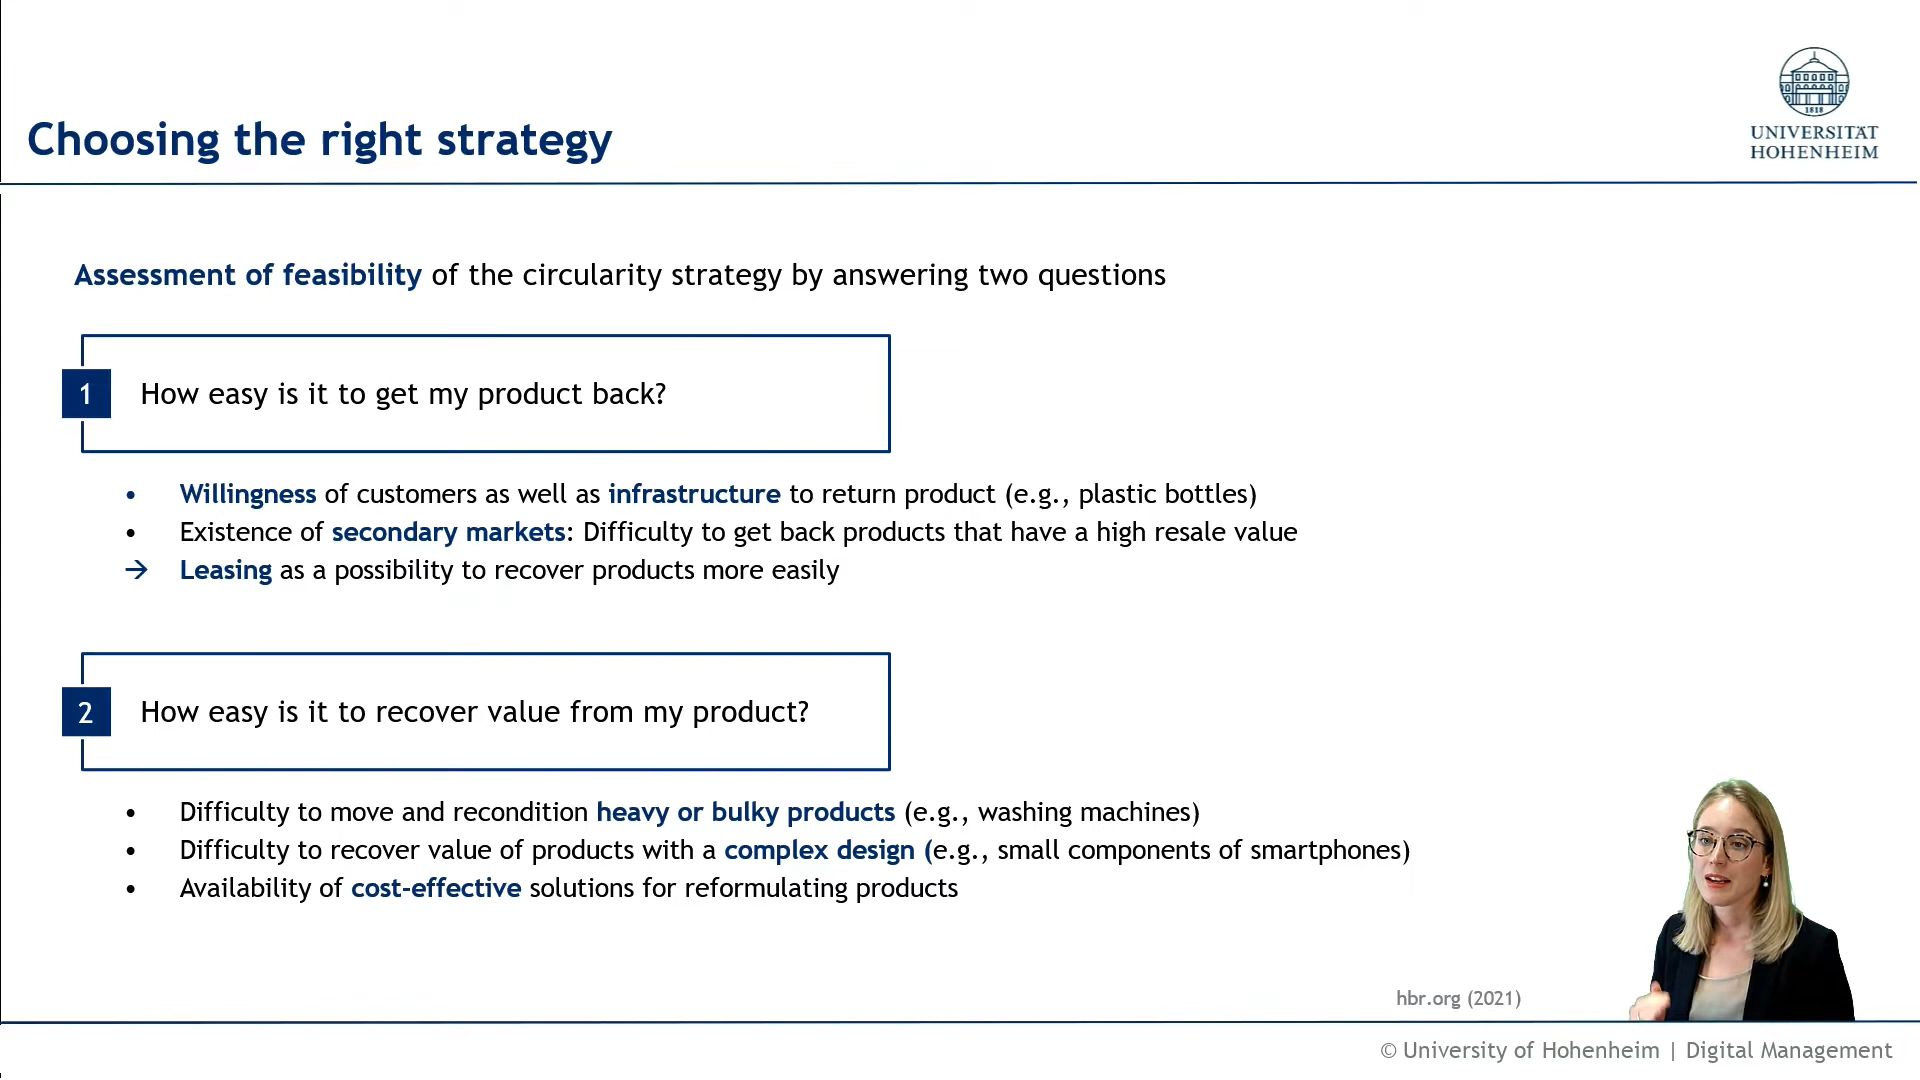 1818
UNIVERSITÄT
HOHENHEIM
Choosing the right strategy
Assessment of feasibility of the circularity strategy by answering two questions
1 How easy is it to get my product back?
• Willingness of customers as well as infrastructure to return product (e.g., plastic bottles)
• Existence of secondary markets: Difficulty to get back products that have a high resale value
→ Leasing as a possibility to recover products more easily
2 How easy is it to recover value from my product?
• Difficulty to move and recondition heavy or bulky products (e.g., washing machines)
• Difficulty to recover value of products with a complex design (e.g., small components of smartphones)
• Availability of cost-effective solutions for reformulating products
hbr.org (2021)
© University of Hohenheim | Digital Management